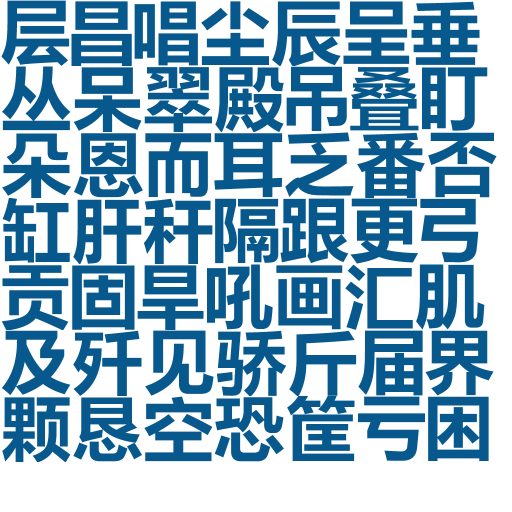 层昌唱尘辰呈垂
丛呆翠殿吊叠盯
朵恩而耳乏番否
缸肝秆隔跟更弓
贡固旱吼画汇肌
及歼见骄斤届界
颗恳空恐筐亏困